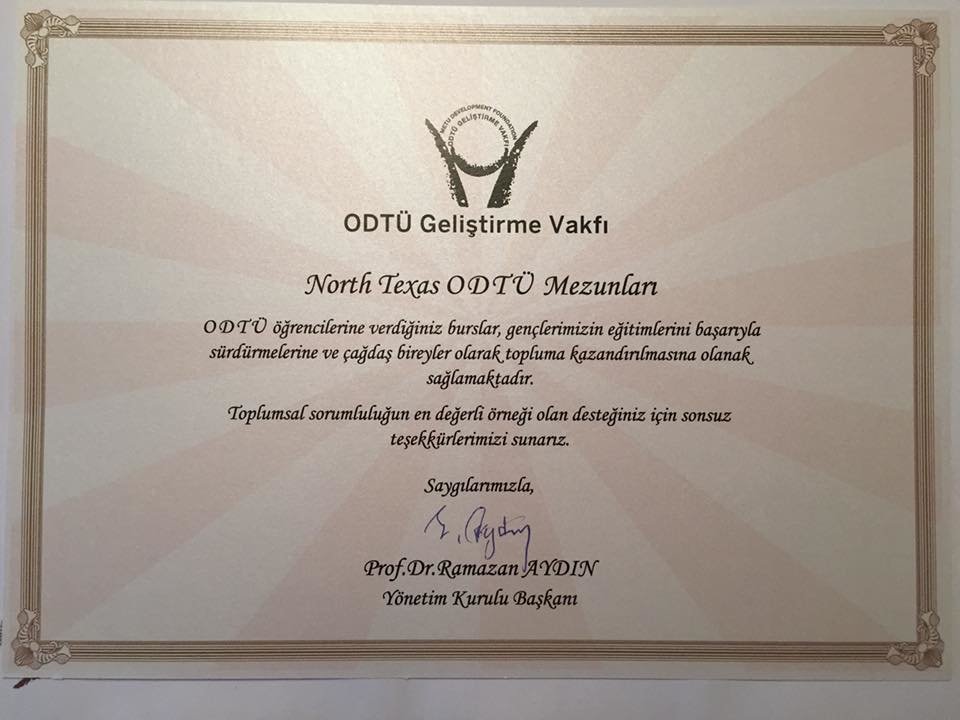 METU DEVELOPMENT FOUNDATION
ODTÜ GELİŞTİRME VAKFI
ODTÜ Geliştirme Vakfı
North Texas ODTÜ Mezunları
ODTÜ öğrencilerine verdiğiniz burslar, gençlerimizin eğitimlerini başarıyla
sürdürmelerine ve çağdaş bireyler olarak topluma kazandırılmasına olanak
sağlamaktadır.
Toplumsal sorumluluğun en değerli örneği olan desteğiniz için sonsuz
teşekkürlerimizi sunarız.
Saygılarımızla,
Prof.Dr.Ramazan AYDIN
Yönetim Kurulu Başkanı